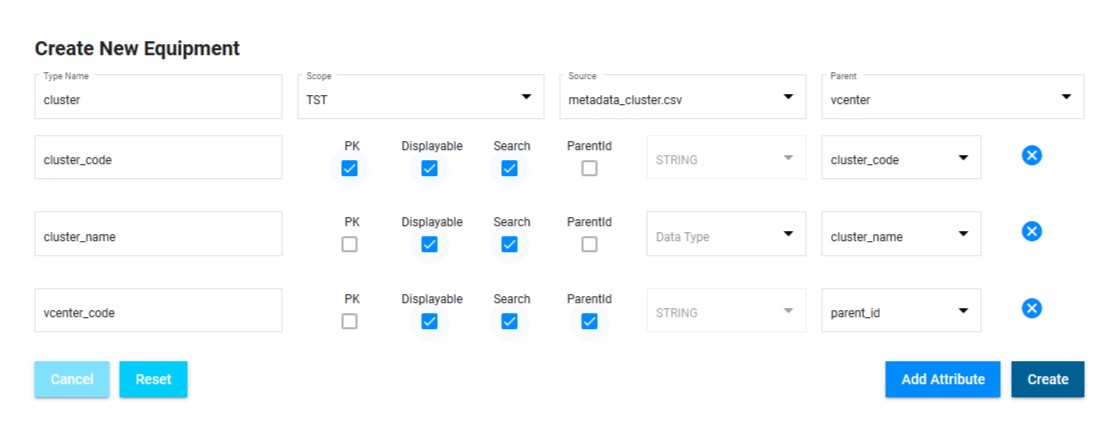 Create New Equipment
Type Name Scope Source Parent
cluster TST metadata_cluster.csv vcenter
PK Displayable Search ParentId
cluster_code STRING cluster_code
PK Displayable Search ParentId
cluster_name Data Type cluster_name
PK Displayable Search ParentId
vcenter_code STRING parent_id
Cancel Reset Add Attribute Create